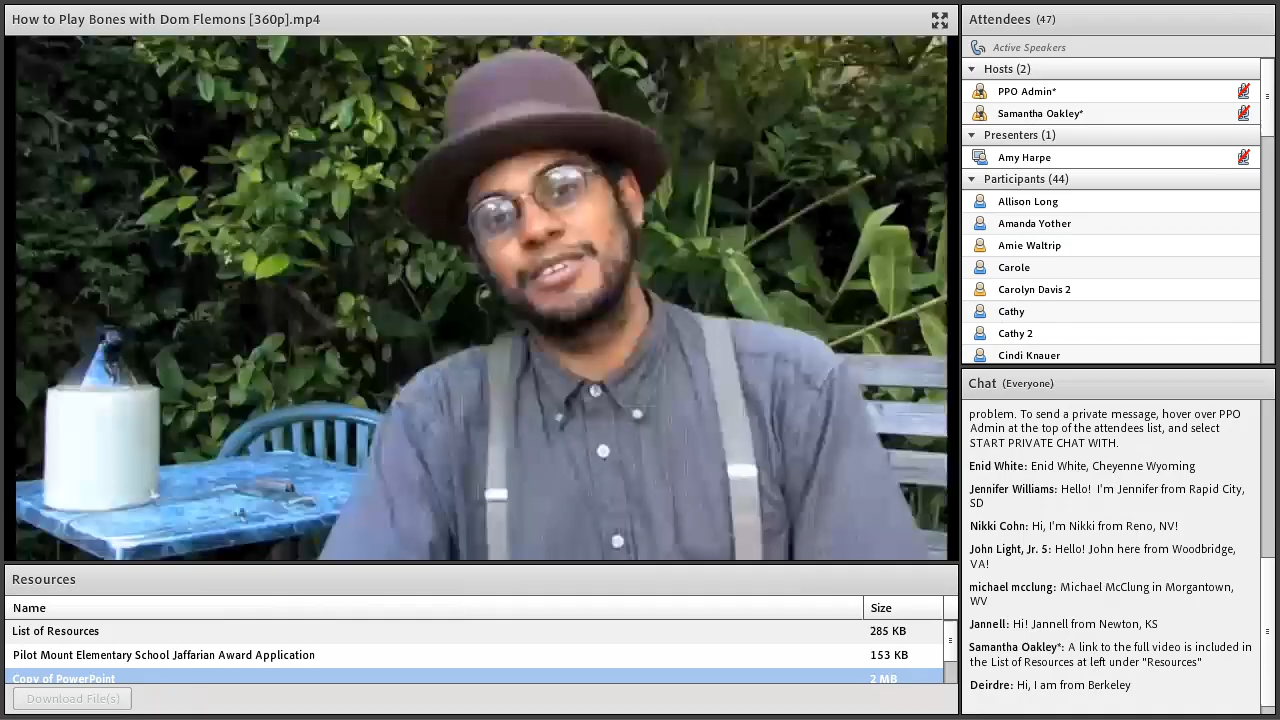 How to Play Bones with Dom Flemons [360p].mp4
Attendees (47)
Active Speakers
Hosts (2)
PPO Admin*
Samantha Oakley*
Presenters (1)
Amy Harpe
Participants (44)
Allison Long
Amanda Yother
Amie Waltrip
Carole
Carolyn Davis 2
Cathy
Cathy 2
Cindi Knauer
Chat (Everyone)
problem. To send a private message, hover over PPO
Admin at the top of the attendees list, and select
START PRIVATE CHAT WITH.
Enid White: Enid White, Cheyenne Wyoming
Jennifer Williams: Hello! I'm Jennifer from Rapid City,
SD
Nikki Cohn: Hi, I'm Nikki from Reno, NV!
John Light, Jr. 5: Hello! John here from Woodbridge,
VA!
michael mcclung: Michael McClung in Morgantown,
WV
Jannell: Hi! Jannell from Newton, KS
Samantha Oakley*: A link to the full video is included in
the List of Resources at left under "Resources"
Deirdre: Hi, I am from Berkeley
Resources
Name Size
List of Resources 285 KB
Pilot Mount Elementary School Jaffarian Award Application 153 KB
Copy of PowerPoint 2 MB
Download File(s)